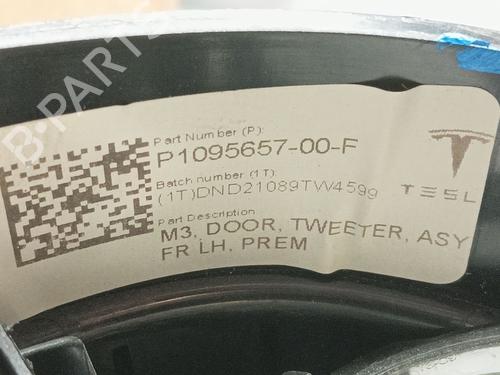 B-PARTS
Part Number (P):
P1095657-00-F
Batch number (1T):
(1T)DND21089TW4599
TESL
Part Description
M3, DOOR, TWEETER, ASY
FR LH, PREM